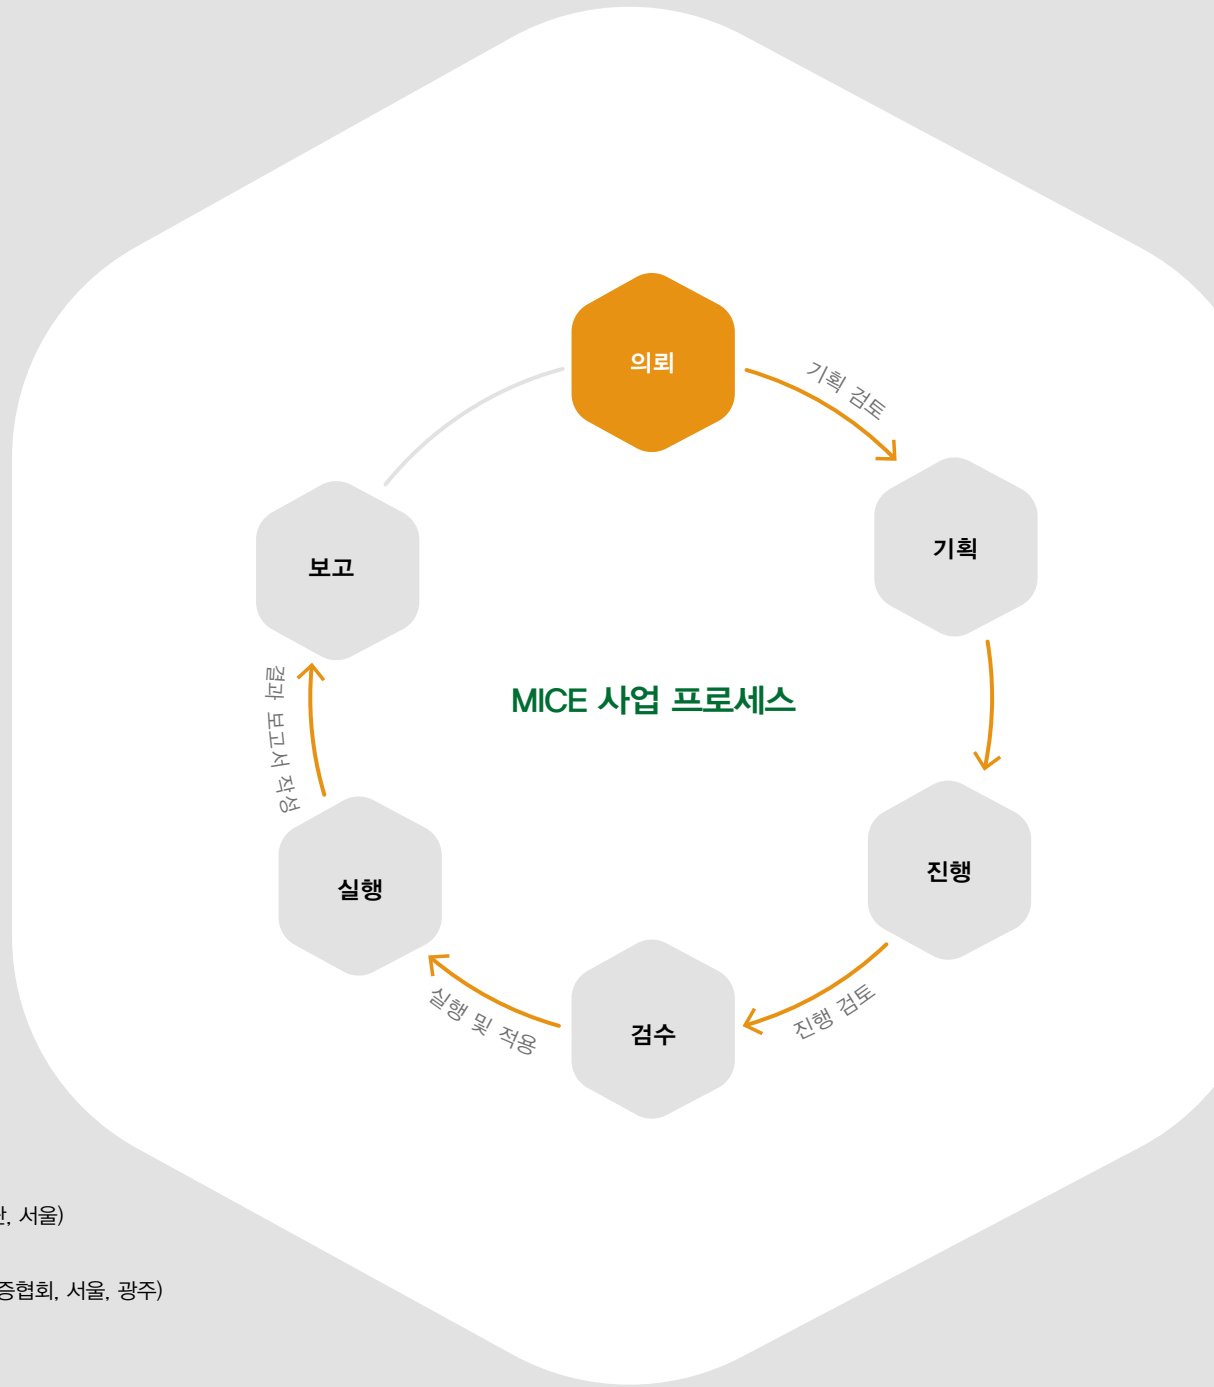 의뢰
기획 검토
기획
보고
결과 보고서 작성
MICE 사업 프로세스
진행
실행
진행 검토
검수
실행 및 적용
, 서울)
증협회, 서울, 광주)